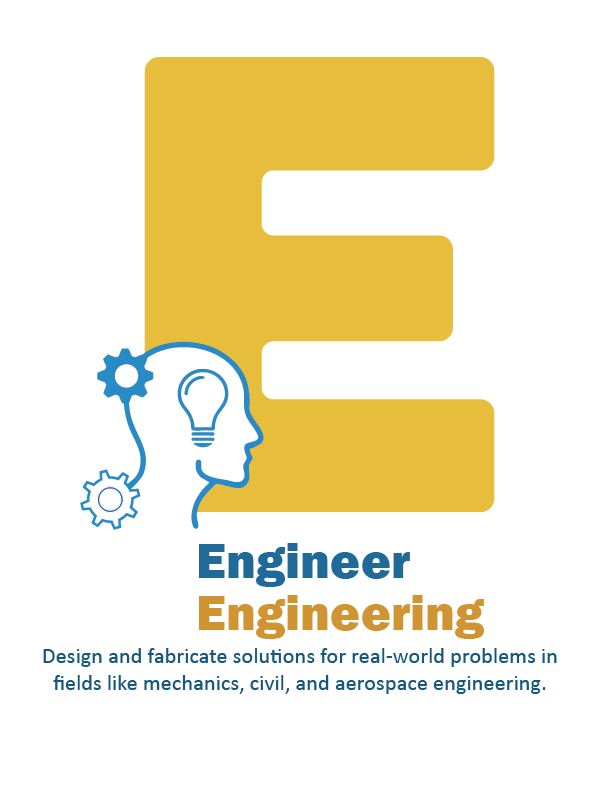 E
Engineer
Engineering
Design and fabricate solutions for real-world problems in
fields like mechanics, civil, and aerospace engineering.